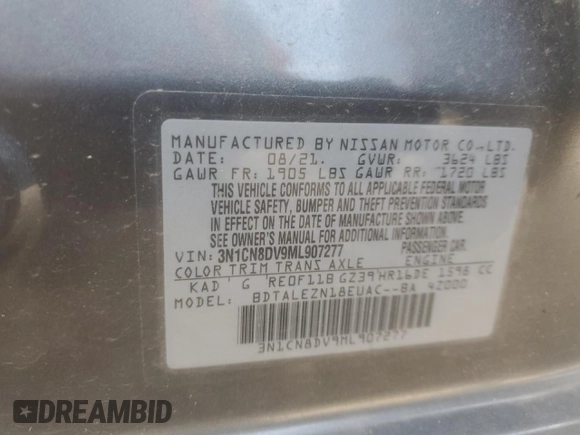 MANUFACTURED BY NISSAN MOTOR CO.,LTD.
DATE: 08/21. GVWR: 3624 LBS
GAWR FR: 1905 LBS GAWR RR: 1720 LBS
THIS VEHICLE CONFORMS TO ALL APPLICABLE FEDERAL MOTOR
VEHICLE SAFETY, BUMPER AND THEFT PREVENTION STANDARDS
IN EFFECT ON THE DATE OF MANUFACTURE SHOWN ABOVE.
SEE OWNER'S MANUAL FOR ADDITIONAL INFORMATION.
VIN: 3N1CN8DV9ML907277 PASSENGER CAR.
COLOR TRIM TRANS AXLE ENGINE
KAD G RE0F11B GZ39 HR16DE 1598 CC
BDTALEZN18EUAC--BA 42000
3N1CN8DV9ML907277
DREAMBID